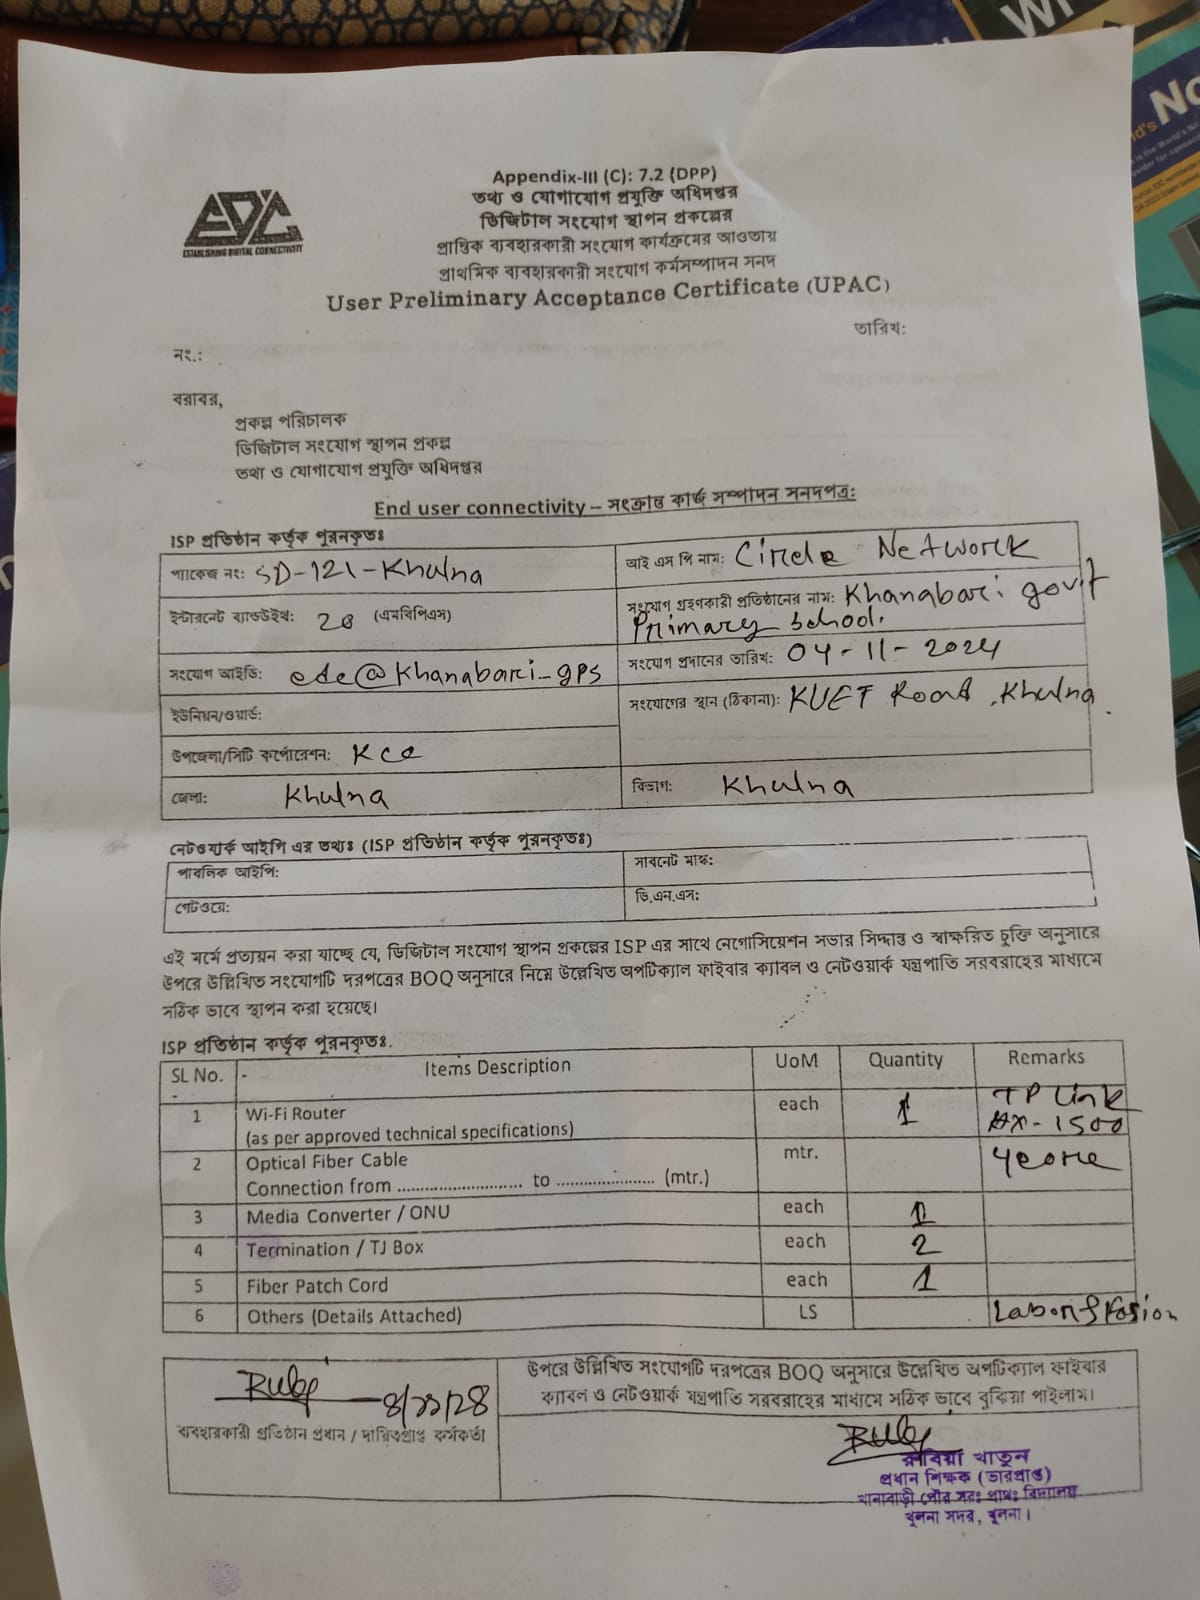 Appendix-III (C): 7.2 (DPP)
তথ্য ও যোগাযোগ প্রযুক্তি অধিদপ্তর
ডিজিটাল সংযোগ স্থাপন প্রকল্পের
প্রান্তিক ব্যবহারকারী সংযোগ কার্যক্রমের আওতায়
প্রাথমিক ব্যবহারকারী সংযোগ কর্মসম্পাদন সনদ
User Preliminary Acceptance Certificate (UPAC)
EDC
ESTABLISHING DIGITAL CONNECTIVITY
তারিখ:
নং.:
বরাবর,
প্রকল্প পরিচালক
ডিজিটাল সংযোগ স্থাপন প্রকল্প
তথ্য ও যোগাযোগ প্রযুক্তি অধিদপ্তর
End user connectivity – সংক্রান্ত কার্য সম্পাদন সনদপত্র:
ISP প্রতিষ্ঠান কর্তৃক পূরনকৃতঃ
প্যাকেজ নং: SD-121-Khulna
আই এস পি নাম: Circle Network
ইন্টারনেট ব্যান্ডউইথ: 20 (এমবিপিএস)
সংযোগ গ্রহণকারী প্রতিষ্ঠানের নাম: Khanabari govt
Primary School.
সংযোগ আইডি: edc@Khanabari_gps
সংযোগ প্রদানের তারিখ: 04-11-2024
ইউনিয়ন/ওয়ার্ড:
সংযোগের স্থান (ঠিকানা): KUET Road, Khulna.
উপজেলা/সিটি কর্পোরেশন: KCC
জেলা: Khulna
বিভাগ: Khulna
নেটওয়ার্ক আইপি এর তথ্যঃ (ISP প্রতিষ্ঠান কর্তৃক পূরনকৃতঃ)
পাবলিক আইপি:
সাবনেট মাস্ক:
গেটওয়ে:
ডি.এন.এস:
এই মর্মে প্রত্যয়ন করা যাচ্ছে যে, ডিজিটাল সংযোগ স্থাপন প্রকল্পের ISP এর সাথে নেগোসিয়েশন সভার সিদ্দান্ত ও স্বাক্ষরিত চুক্তি অনুসারে
উপরে উল্লিখিত সংযোগটি দরপত্রের BOQ অনুসারে নিম্নে উল্লেখিত অপটিক্যাল ফাইবার ক্যাবল ও নেটওয়ার্ক যন্ত্রপাতি সরবরাহের মাধ্যমে
সঠিক ভাবে স্থাপন করা হয়েছে।
ISP প্রতিষ্ঠান কর্তৃক পূরনকৃতঃ.
SL No. Items Description UoM Quantity Remarks
1 Wi-Fi Router each 1 TP Link
(as per approved technical specifications) AX-1500
2 Optical Fiber Cable mtr. 4core
Connection from ........................ to ..................... (mtr.)
3 Media Converter / ONU each 1
4 Termination / TJ Box each 2
5 Fiber Patch Cord each 1
6 Others (Details Attached) LS Labor & Fusion
Ruby
ব্যবহারকারী প্রতিষ্ঠান প্রধান / দায়িত্বপ্রাপ্ত কর্মকর্তা
উপরে উল্লিখিত সংযোগটি দরপত্রের BOQ অনুসারে উল্লেখিত অপটিক্যাল ফাইবার
ক্যাবল ও নেটওয়ার্ক যন্ত্রপাতি সরবরাহের মাধ্যমে সঠিক ভাবে বুঝিয়া পাইলাম।
Ruby
রুবিয়া খাতুন
প্রধান শিক্ষক (ভারপ্রাপ্ত)
খানাবাড়ী পৌর সরঃ প্রাথঃ বিদ্যালয়
খুলনা সদর, খুলনা।